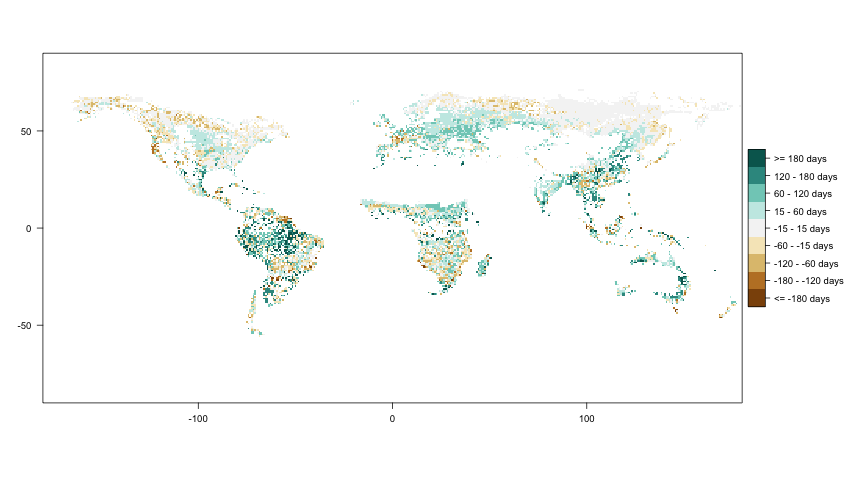 50
0
-50
-100
0
100
>= 180 days
120 - 180 days
60 - 120 days
15 - 60 days
-15 - 15 days
-60 - -15 days
-120 - -60 days
-180 - -120 days
<= -180 days